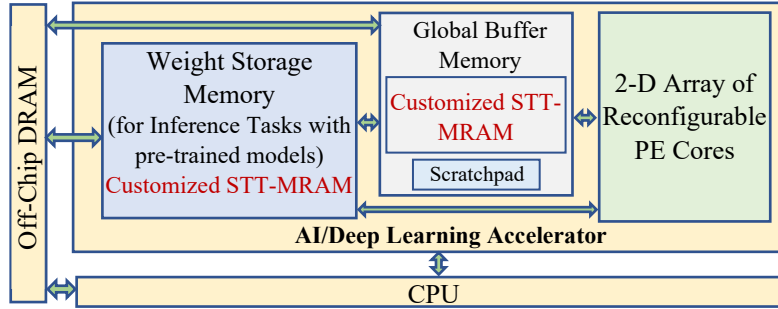 Off-Chip DRAM
Weight Storage
Memory
(for Inference Tasks with
pre-trained models)
Customized STT-MRAM
Global Buffer
Memory
Customized STT-
MRAM
Scratchpad
2-D Array of
Reconfigurable
PE Cores
AI/Deep Learning Accelerator
CPU